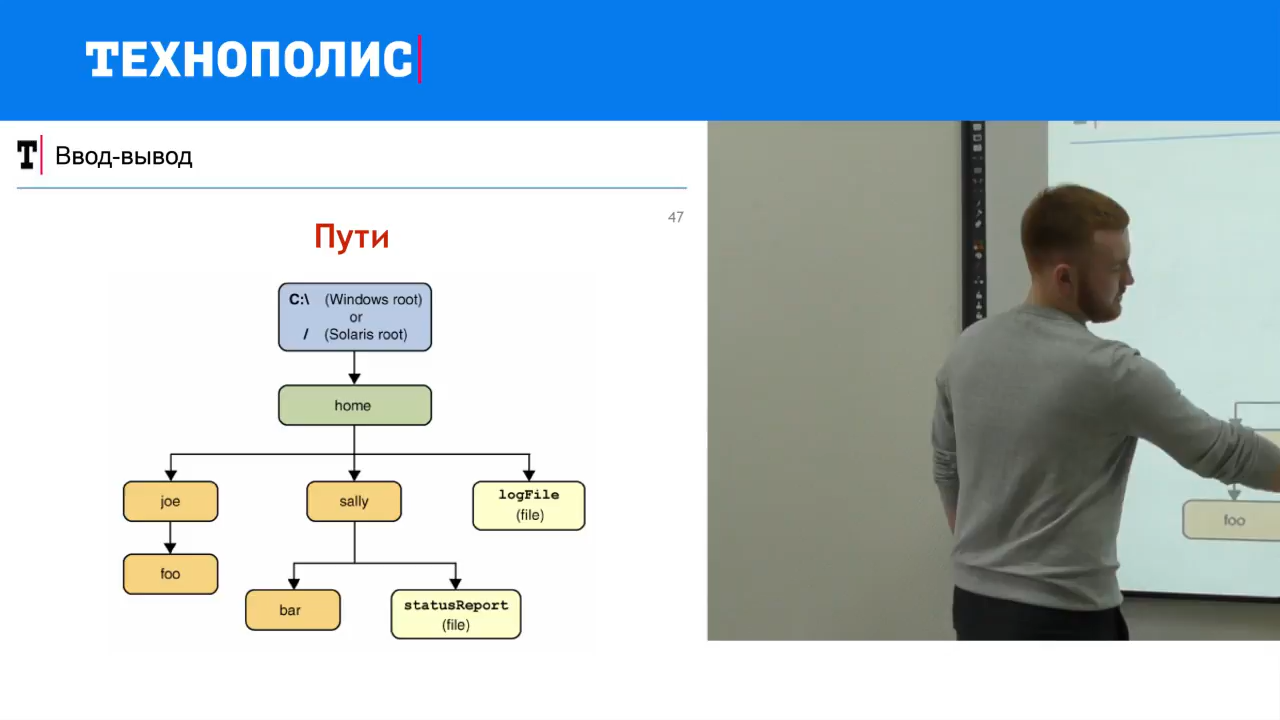 ТЕХНОПОЛИС
Т Ввод-вывод
47
Пути
C:\ (Windows root)
or
/ (Solaris root)
home
joe
sally
logFile
(file)
foo
bar
statusReport
(file)
foo